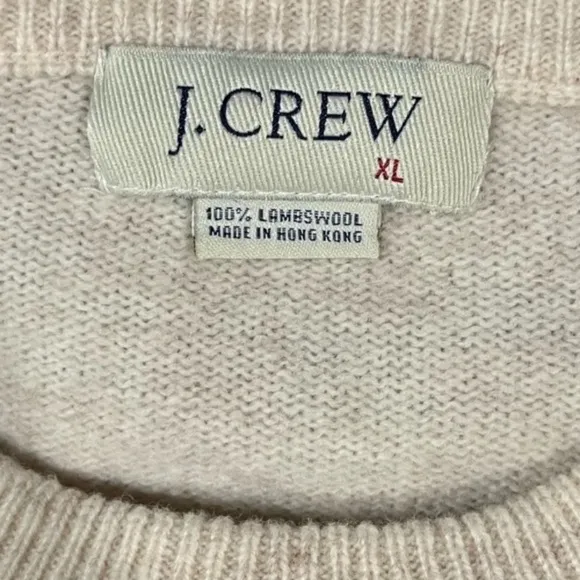 J.CREW
XL
100% LAMBSWOOL
MADE IN HONG KONG